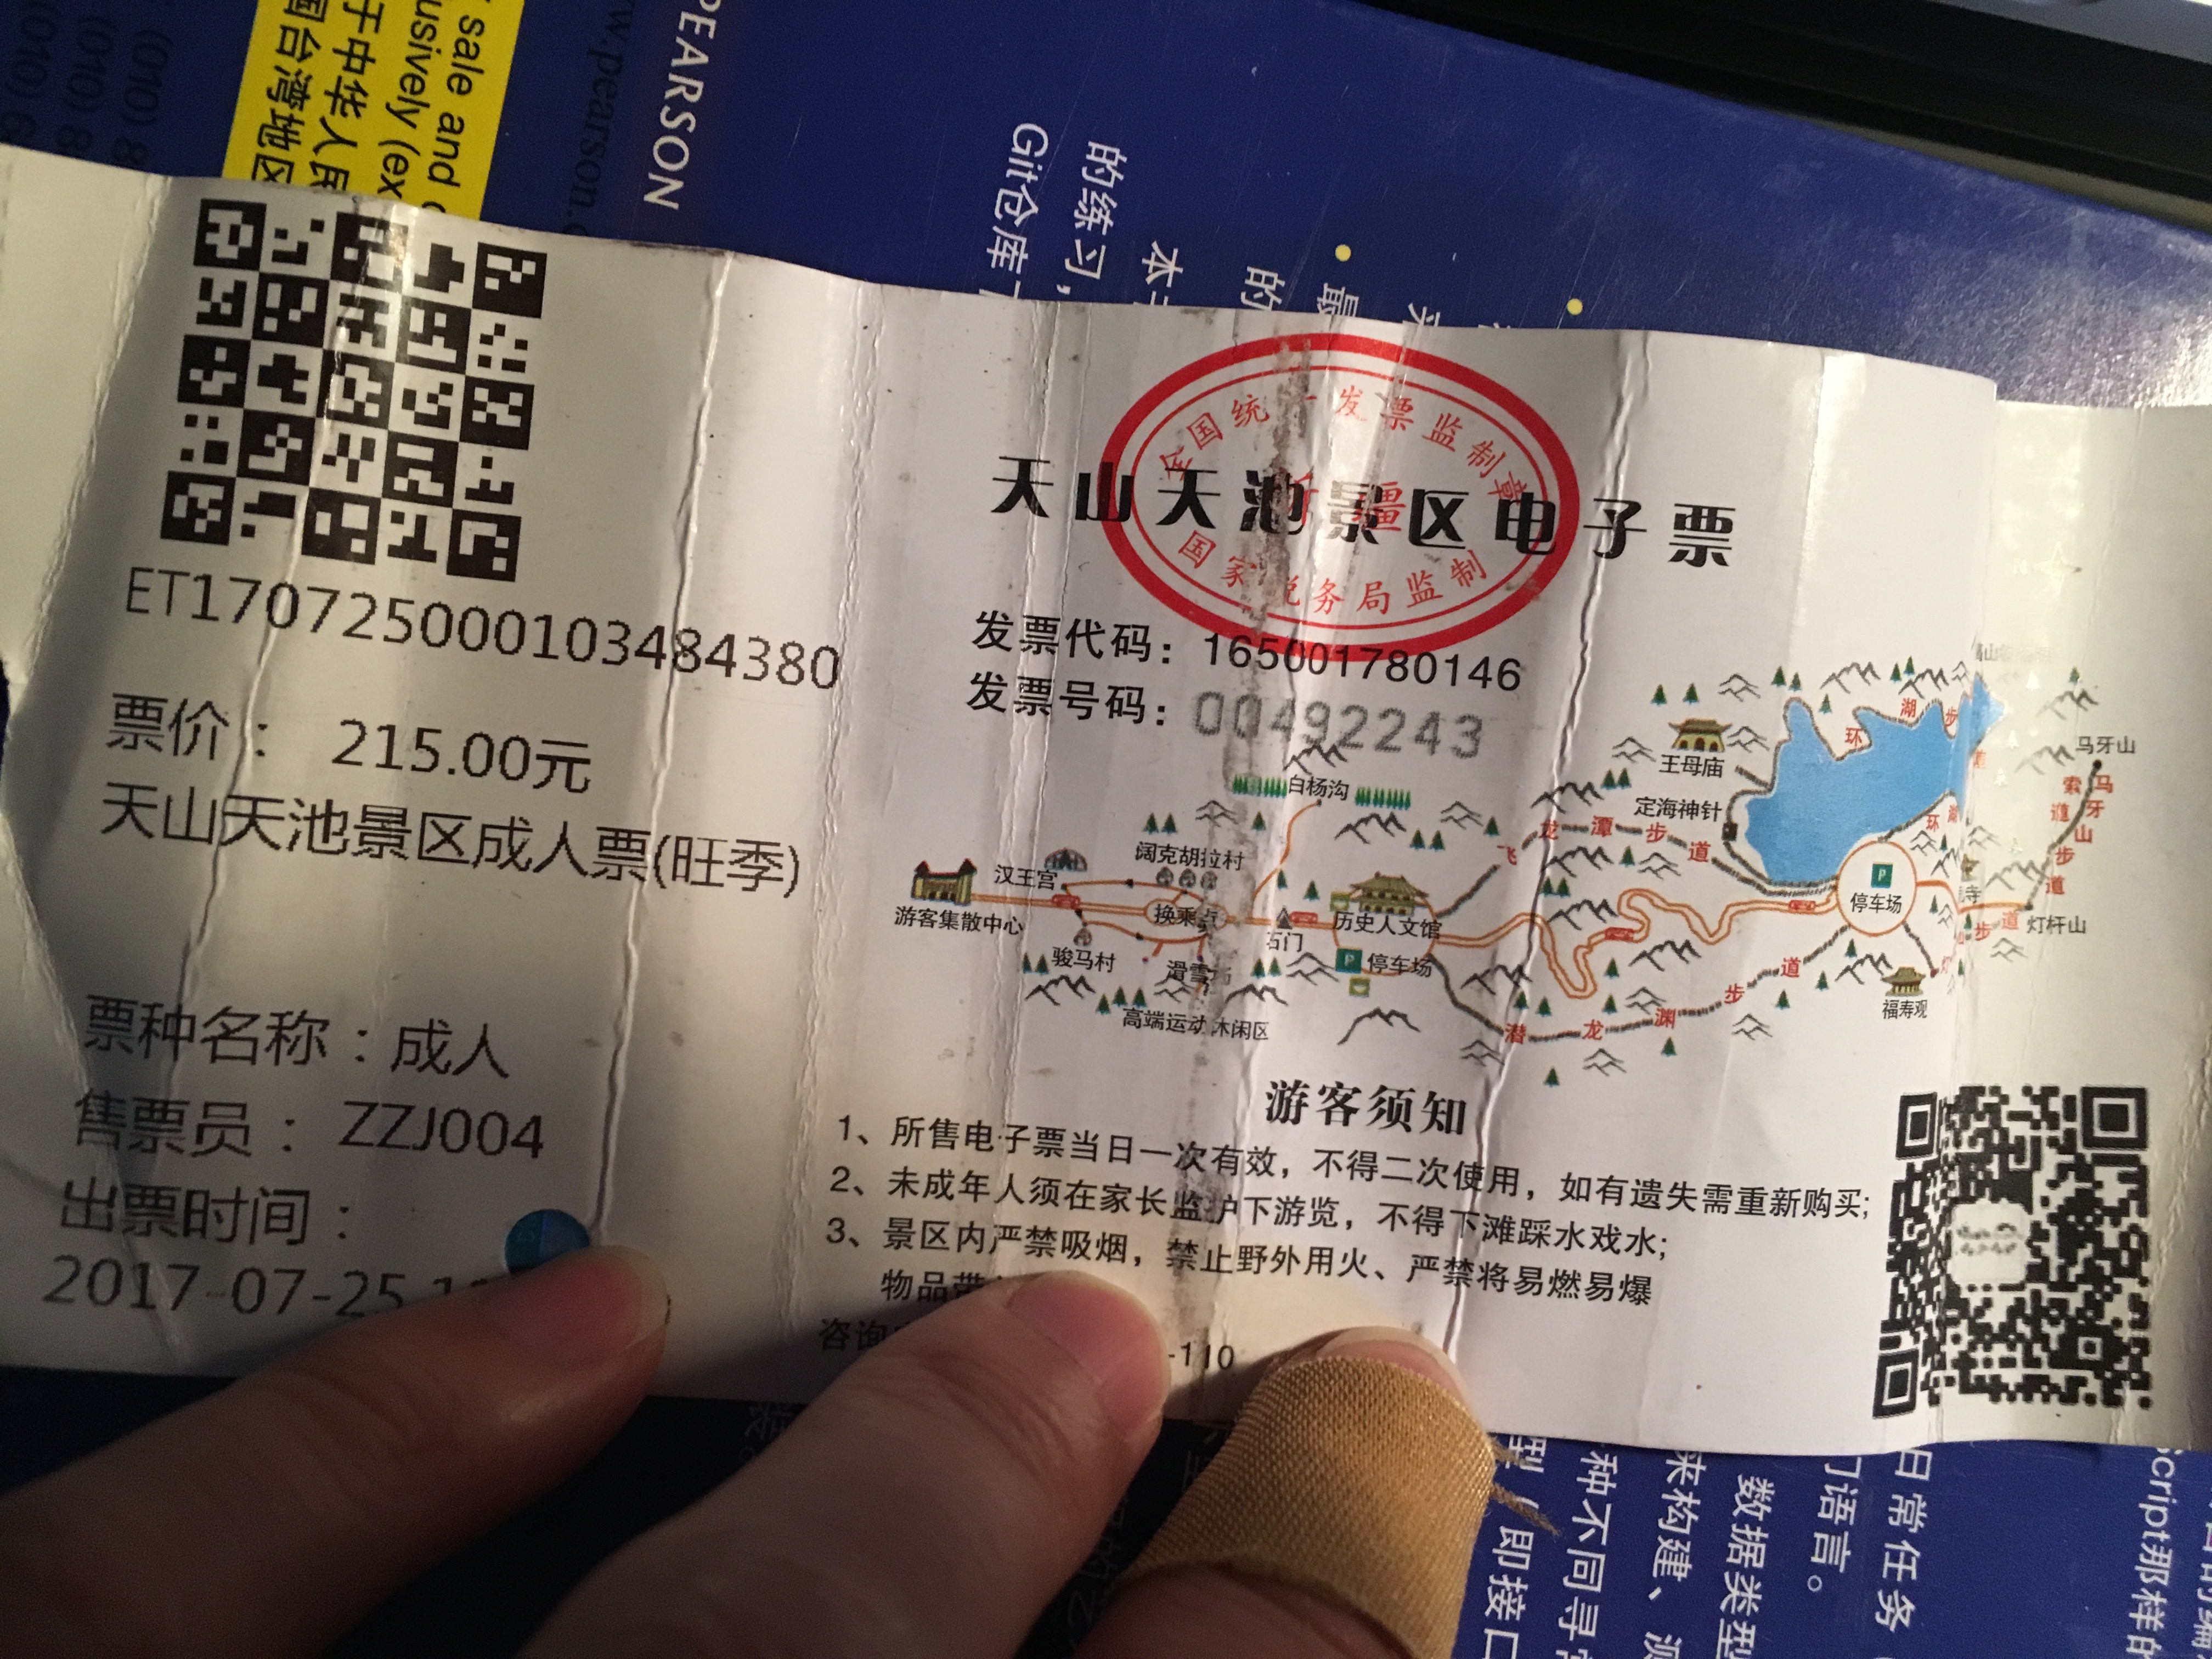 sale and
usively (ex
于中华人民
国台湾地区
www.pearson.
PEARSON
的练习，
Git仓库
ET170725000103484380
票价： 215.00元
天山天池景区成人票(旺季)
票种名称：成人
售票员： ZZJ004
出票时间：
2017-07-25
全国统一发票监制章
新疆
国家税务局监制
天山天池景区电子票
发票代码：165001780146
发票号码：00492243
白杨沟
阔克胡拉村
汉王宫
游客集散中心
换乘点
石门
历史人文馆
停车场
骏马村
高端运动休闲区
王母庙
定海神针
环湖步道
飞龙潭步道
潜龙渊步道
停车场
福寿观
马牙山
马牙山步道
索道
灯杆山
游客须知
1、所售电子票当日一次有效，不得二次使用，如有遗失需重新购买;
2、未成年人须在家长监护下游览，不得下滩踩水戏水;
3、景区内严禁吸烟，禁止野外用火、严禁将易燃易爆
物品带
咨询
-110
即接口
种不同寻
来构建、测
数据类型
门语言。
日常任务
Script那样的